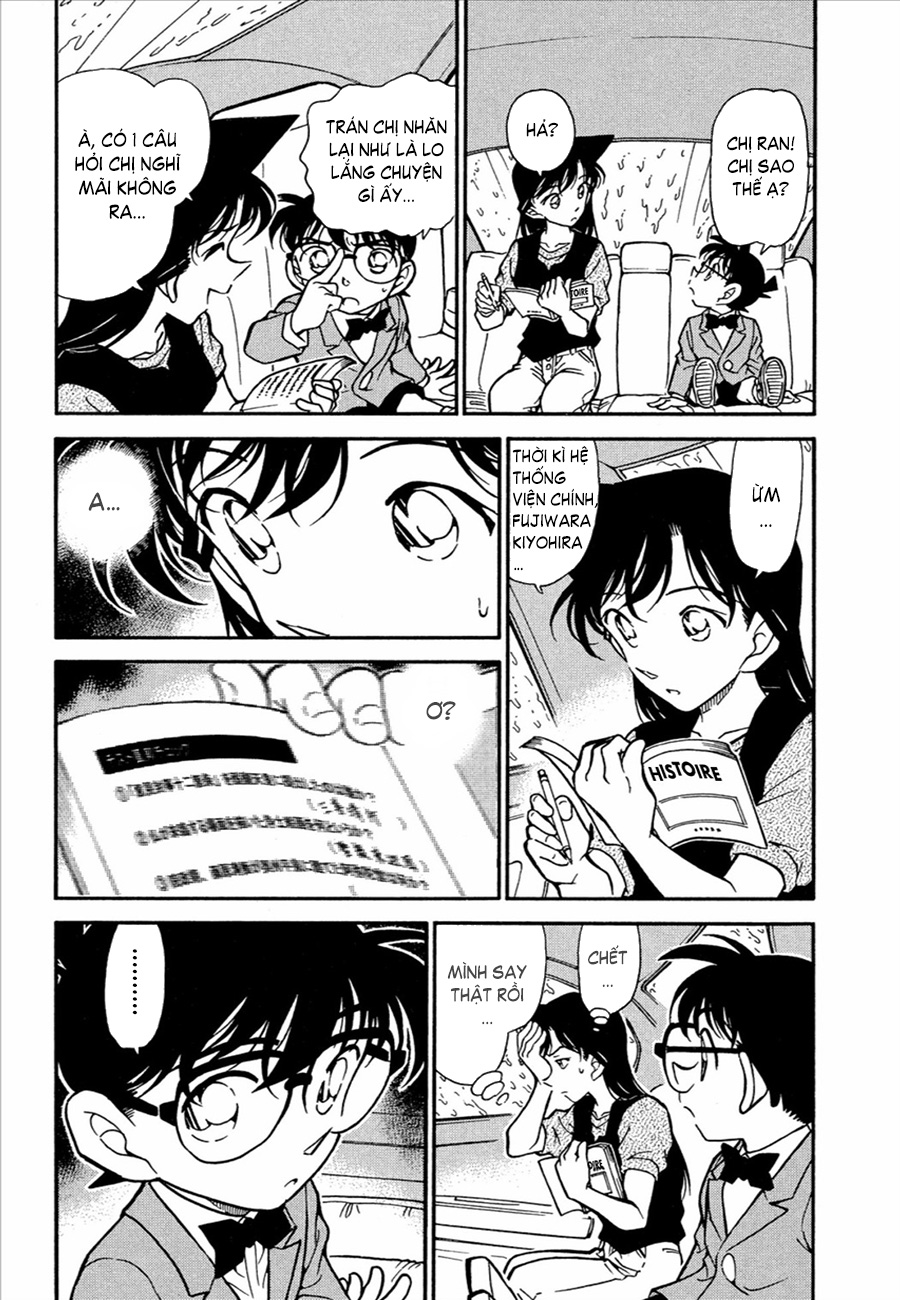 CHỊ RAN!
CHỊ SAO
THẾ Ạ?
HẢ?
STOIRE
TRÁN CHỊ NHĂN
LẠI NHƯ LÀ LO
LẮNG CHUYỆN
GÌ ẤY...
À, CÓ 1 CÂU
HỎI CHỊ NGHĨ
MÃI KHÔNG
RA...
ỪM
...
THỜI KÌ HỆ
THỐNG
VIỆN CHÍNH,
FUJIWARA
KIYOHIRA
...
HISTOIRE
A...
Ơ?
CHẾT
...
MÌNH SAY
THẬT RỒI
...
OIRE
.........